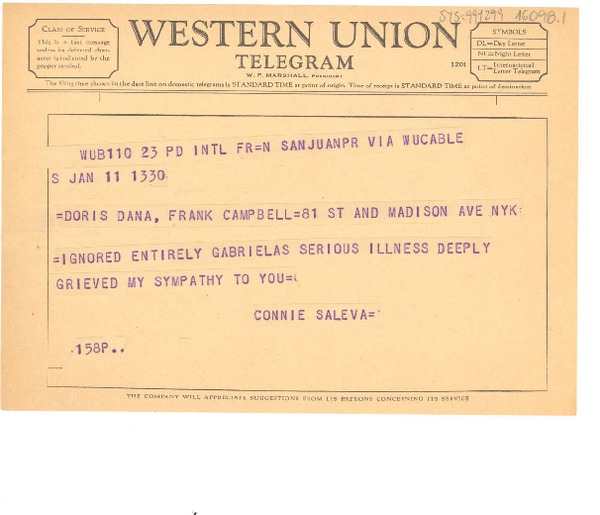 SYS: 991299 16098.1
CLASS OF SERVICE
This is a fast message
unless its deferred char-
acter is indicated by the
proper symbol.
WESTERN UNION
TELEGRAM
W. P. MARSHALL, PRESIDENT
1201
SYMBOLS
DL=Day Letter
NL=Night Letter
LT=International Letter Telegram
The filing time shown in the date line on domestic telegrams is STANDARD TIME at point of origin. Time of receipt is STANDARD TIME at point of destination
WUB110 23 PD INTL FR=N SANJUANPR VIA WUCABLE
S JAN 11 1330
=DORIS DANA, FRANK CAMPBELL=81 ST AND MADISON AVE NYK:
=IGNORED ENTIRELY GABRIELAS SERIOUS ILLNESS DEEPLY
GRIEVED MY SYMPATHY TO YOU=
CONNIE SALEVA=
.158P..
THE COMPANY WILL APPRECIATE SUGGESTIONS FROM ITS PATRONS CONCERNING ITS SERVICE